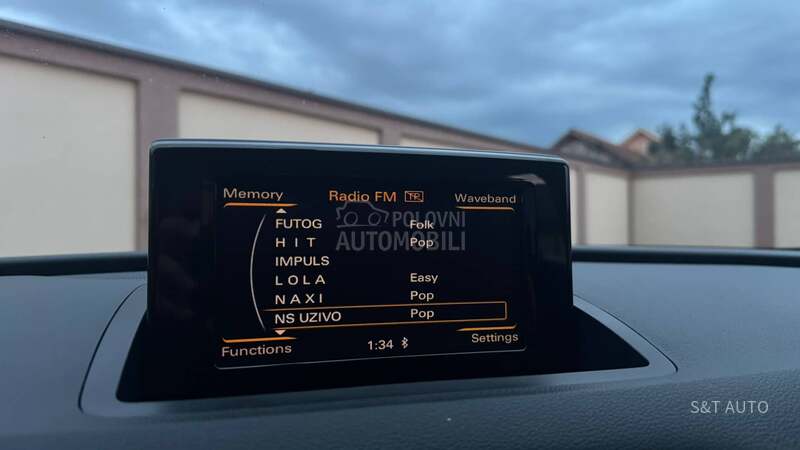 Memory
Radio FM TP
Waveband
FUTOG Folk
H I T Pop
IMPULS
L O L A Easy
N A X I Pop
NS UZIVO Pop
Functions
1:34
Settings
POLOVNI
AUTOMOBILI
S&T AUTO